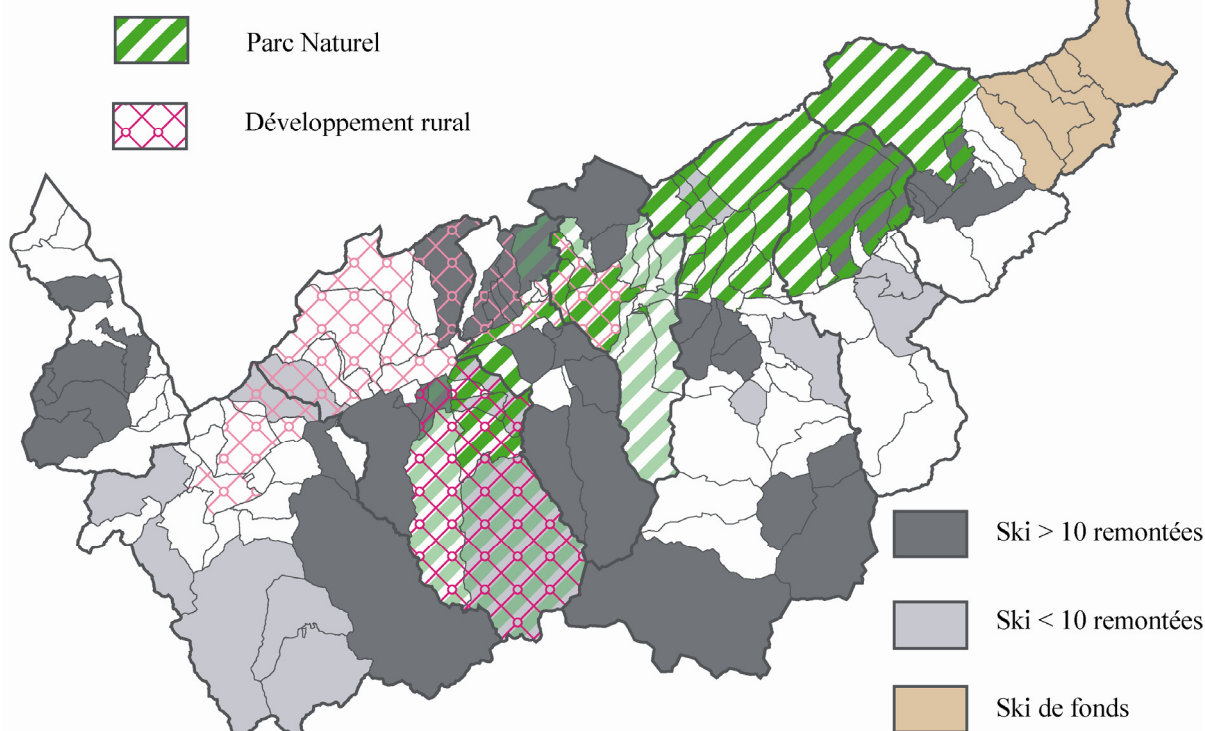 Parc Naturel
Développement rural
Ski > 10 remontées
Ski < 10 remontées
Ski de fonds